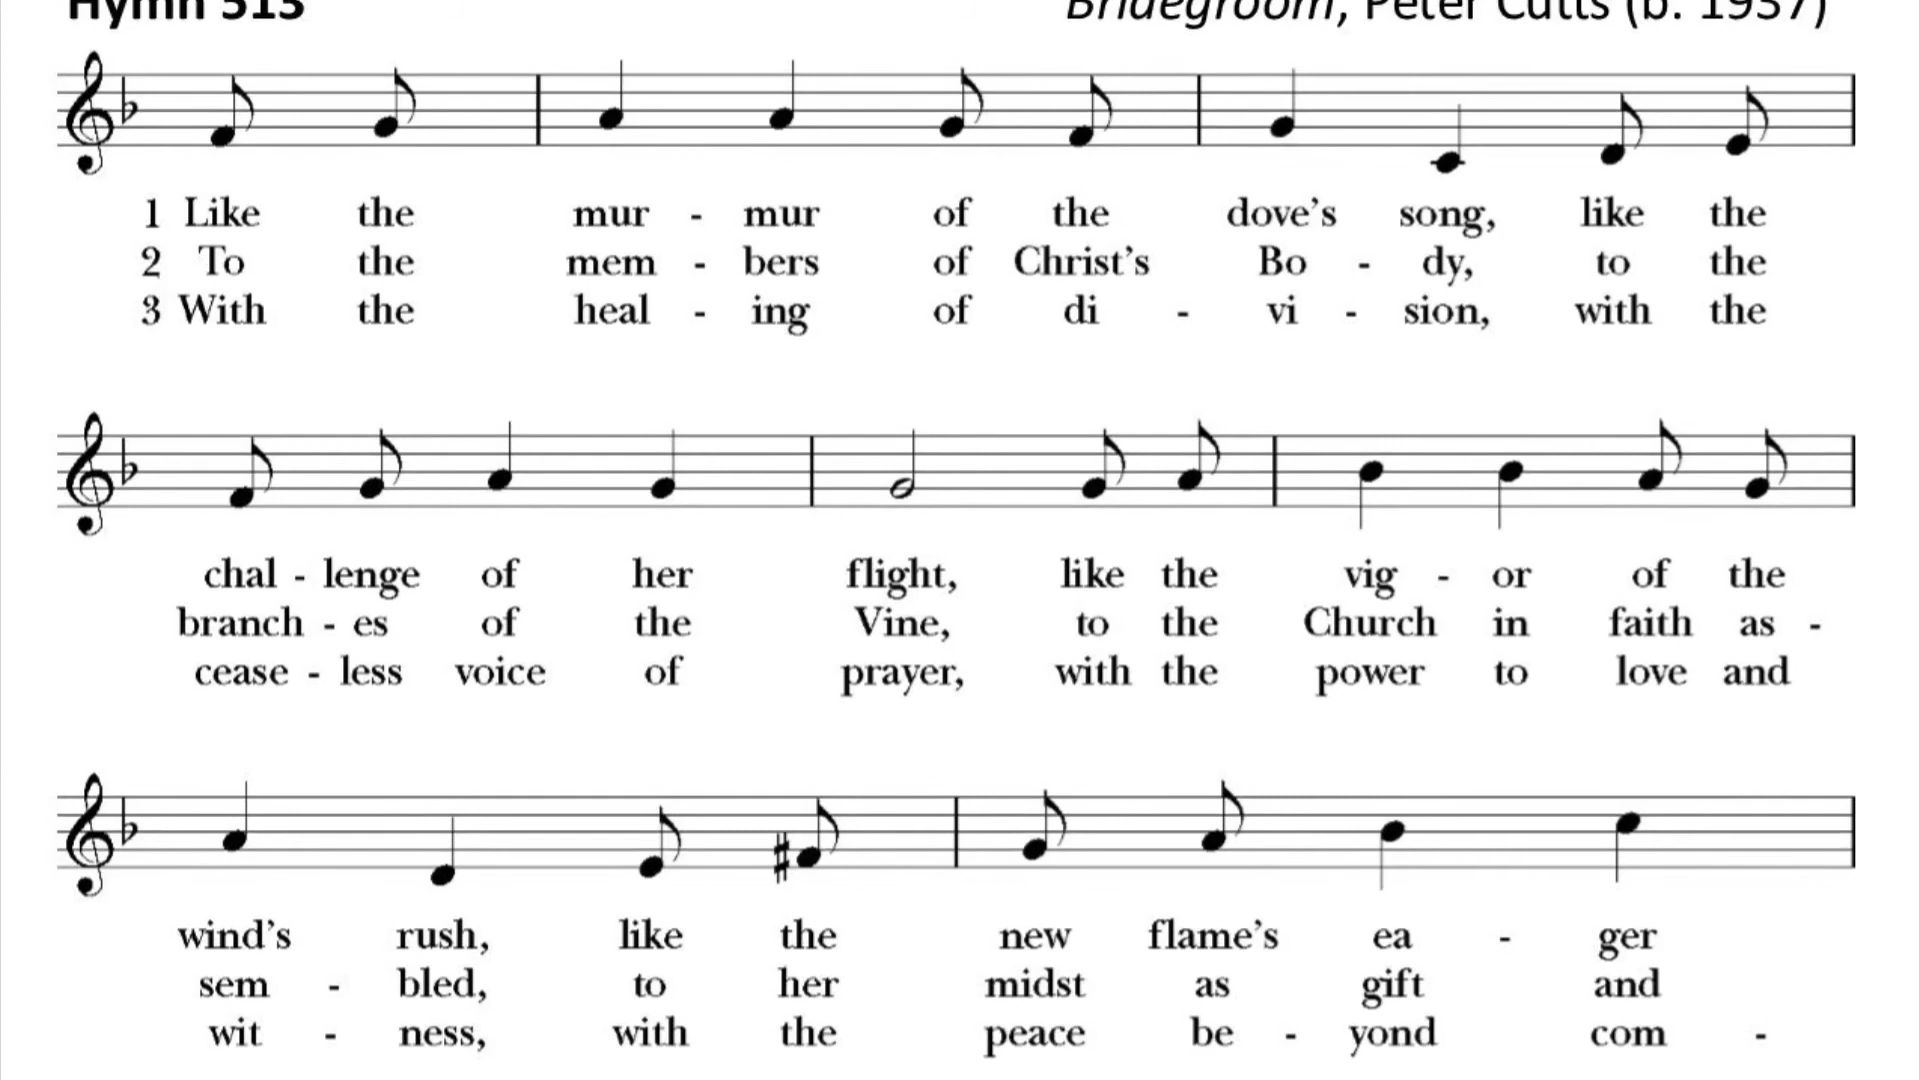 Hymn 513 Bridegroom, Peter Cutts (b. 1937)
1 Like the mur - mur of the dove's song, like the
2 To the mem - bers of Christ's Bo - dy, to the
3 With the heal - ing of di - vi - sion, with the
chal - lenge of her flight, like the vig - or of the
branch - es of the Vine, to the Church in faith as -
cease - less voice of prayer, with the power to love and
wind's rush, like the new flame's ea - ger
sem - bled, to her midst as gift and
wit - ness, with the peace be - yond com -